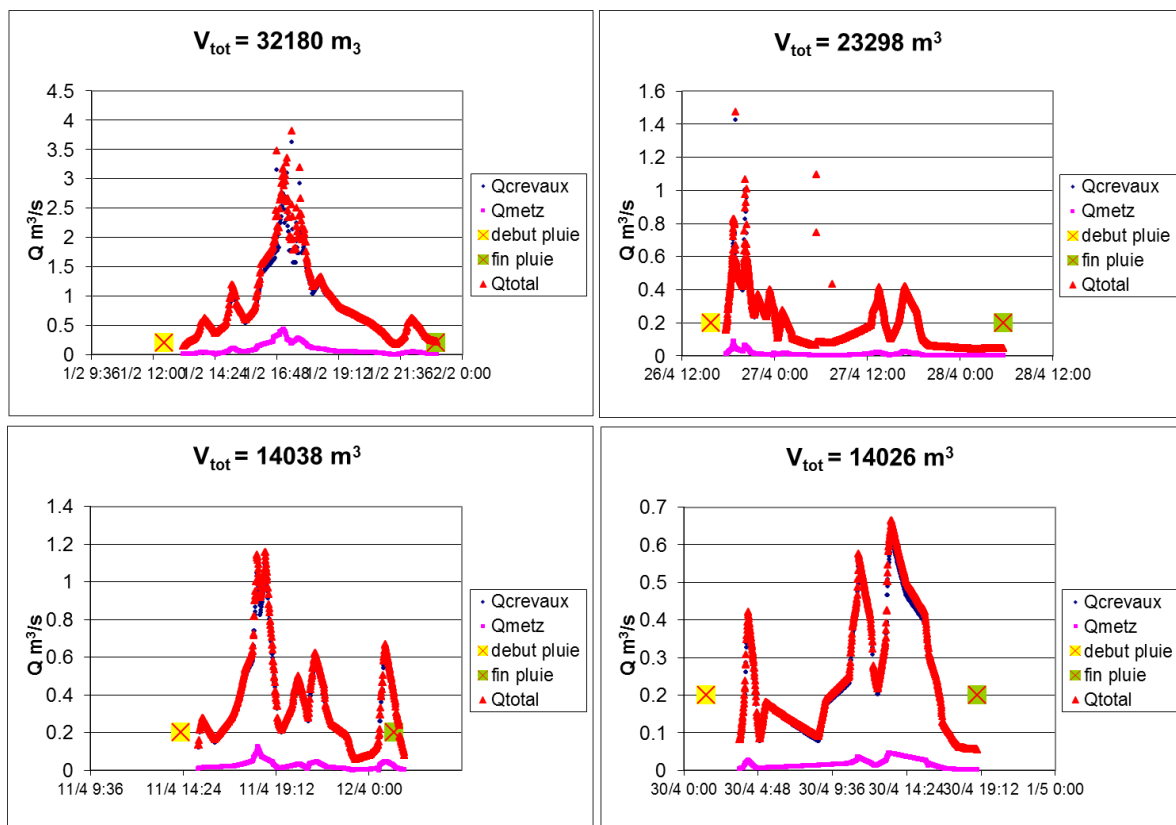 V_tot = 32180 m_3
4.5
4
3.5
3
2.5
2
1.5
1
0.5
0
Q m³/s
1/2 9:36 1/2 12:00 1/2 14:24 1/2 16:48 1/2 19:12 1/2 21:36 2/2 0:00
Qcrevaux
Qmetz
debut pluie
fin pluie
Qtotal
V_tot = 23298 m³
1.6
1.4
1.2
1
0.8
0.6
0.4
0.2
0
Q m³/s
26/4 12:00 27/4 0:00 27/4 12:00 28/4 0:00 28/4 12:00
Qcrevaux
Qmetz
debut pluie
fin pluie
Qtotal
V_tot = 14038 m³
1.4
1.2
1
0.8
0.6
0.4
0.2
0
Q m³/s
11/4 9:36 11/4 14:24 11/4 19:12 12/4 0:00
Qcrevaux
Qmetz
debut pluie
fin pluie
Qtotal
V_tot = 14026 m³
0.7
0.6
0.5
0.4
0.3
0.2
0.1
0
Q m³/s
30/4 0:00 30/4 4:48 30/4 9:36 30/4 14:24 30/4 19:12 1/5 0:00
Qcrevaux
Qmetz
debut pluie
fin pluie
Qtotal